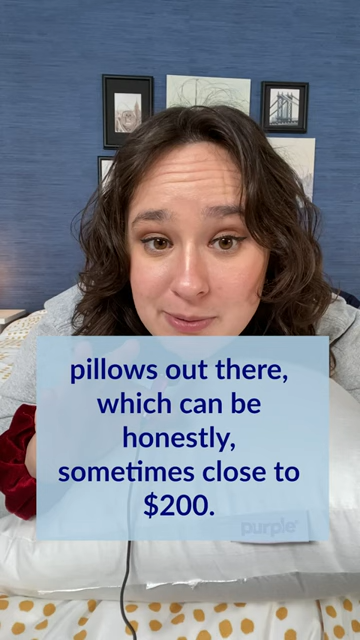 pillows out there,
which can be
honestly,
sometimes close to
$200.
purple